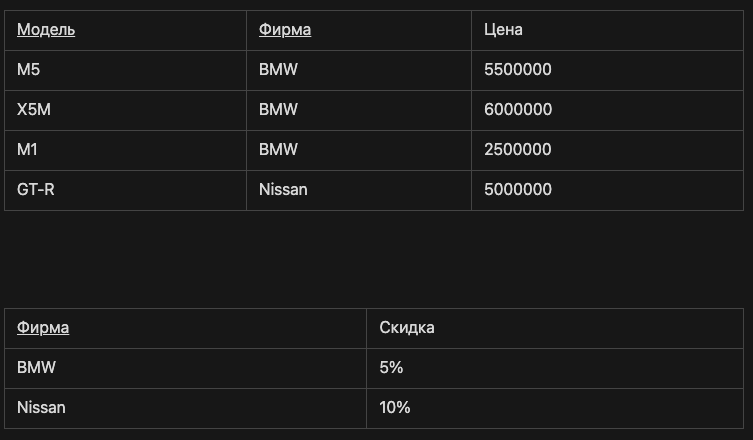 Модель Фирма Цена
M5 BMW 5500000
X5M BMW 6000000
M1 BMW 2500000
GT-R Nissan 5000000
Фирма Скидка
BMW 5%
Nissan 10%